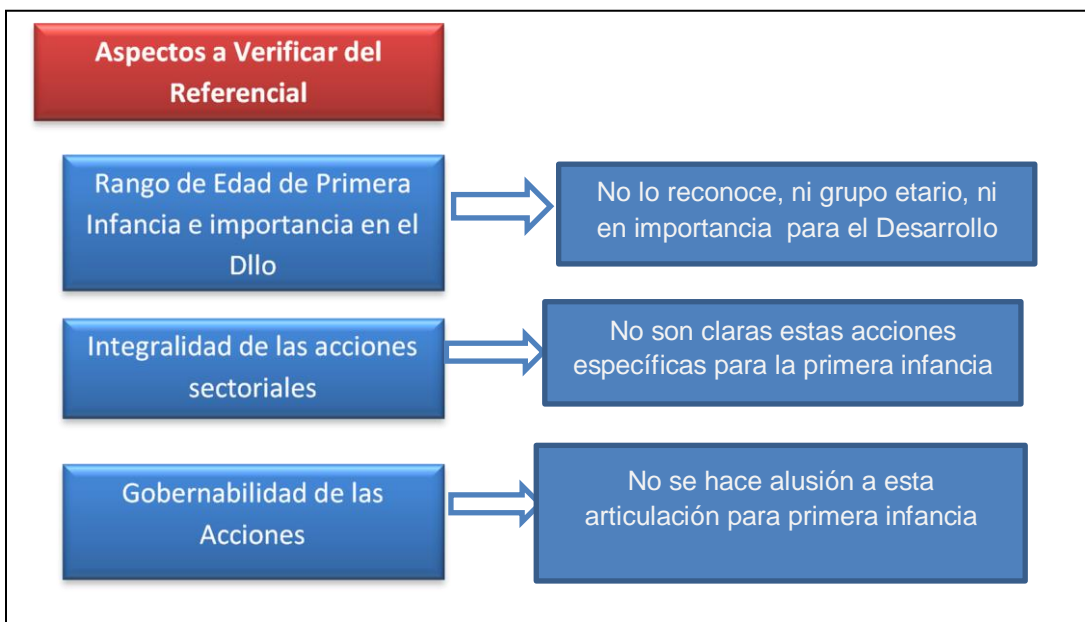 Aspectos a Verificar del
Referencial
Rango de Edad de Primera
Infancia e importancia en el
Dllo
No lo reconoce, ni grupo etario, ni
en importancia para el Desarrollo
Integralidad de las acciones
sectoriales
No son claras estas acciones
específicas para la primera infancia
Gobernabilidad de las
Acciones
No se hace alusión a esta
articulación para primera infancia